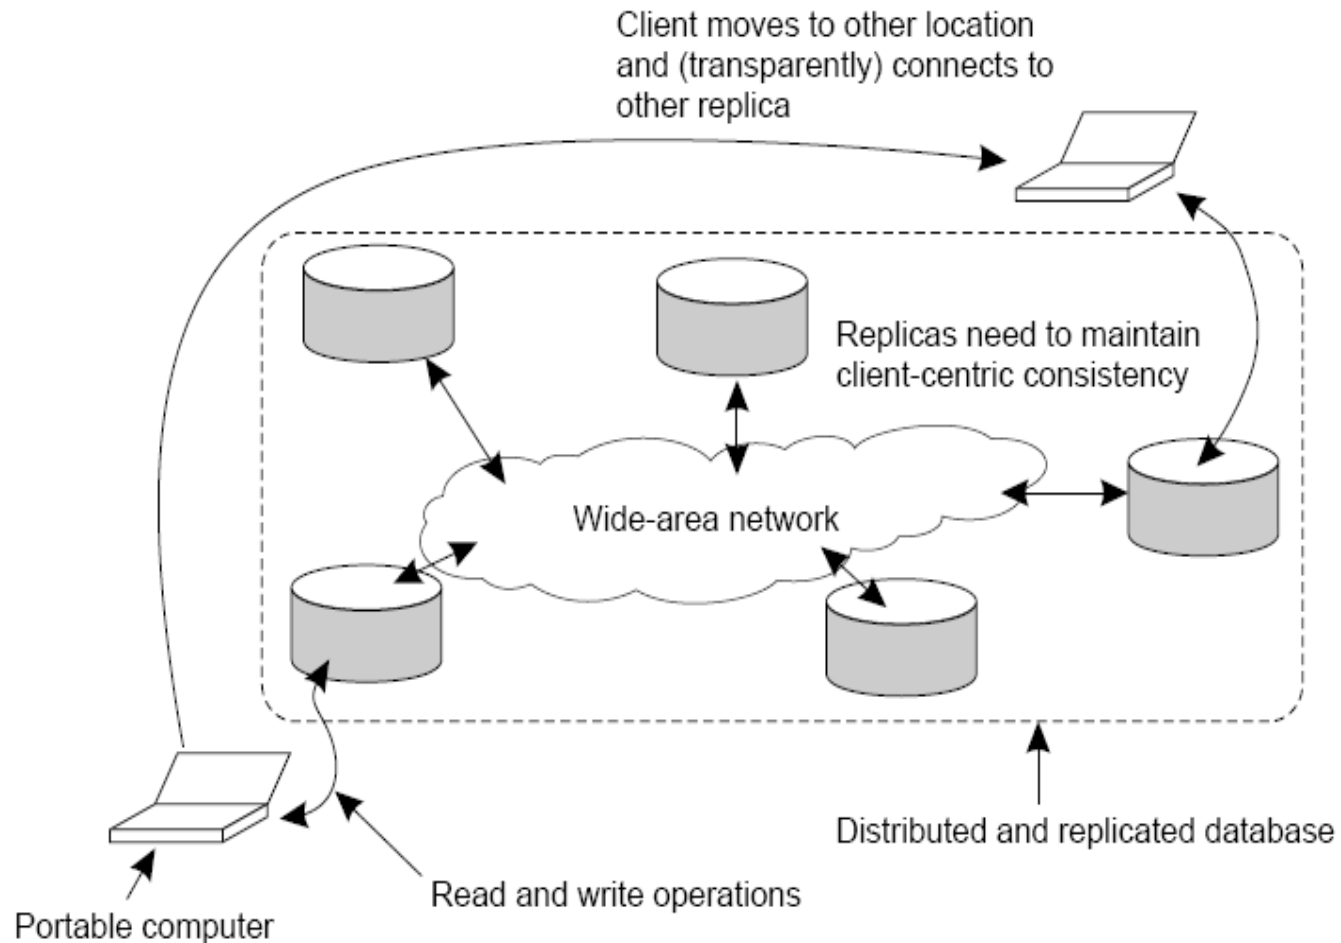 Client moves to other location
and (transparently) connects to
other replica
Replicas need to maintain
client-centric consistency
Wide-area network
Distributed and replicated database
Read and write operations
Portable computer